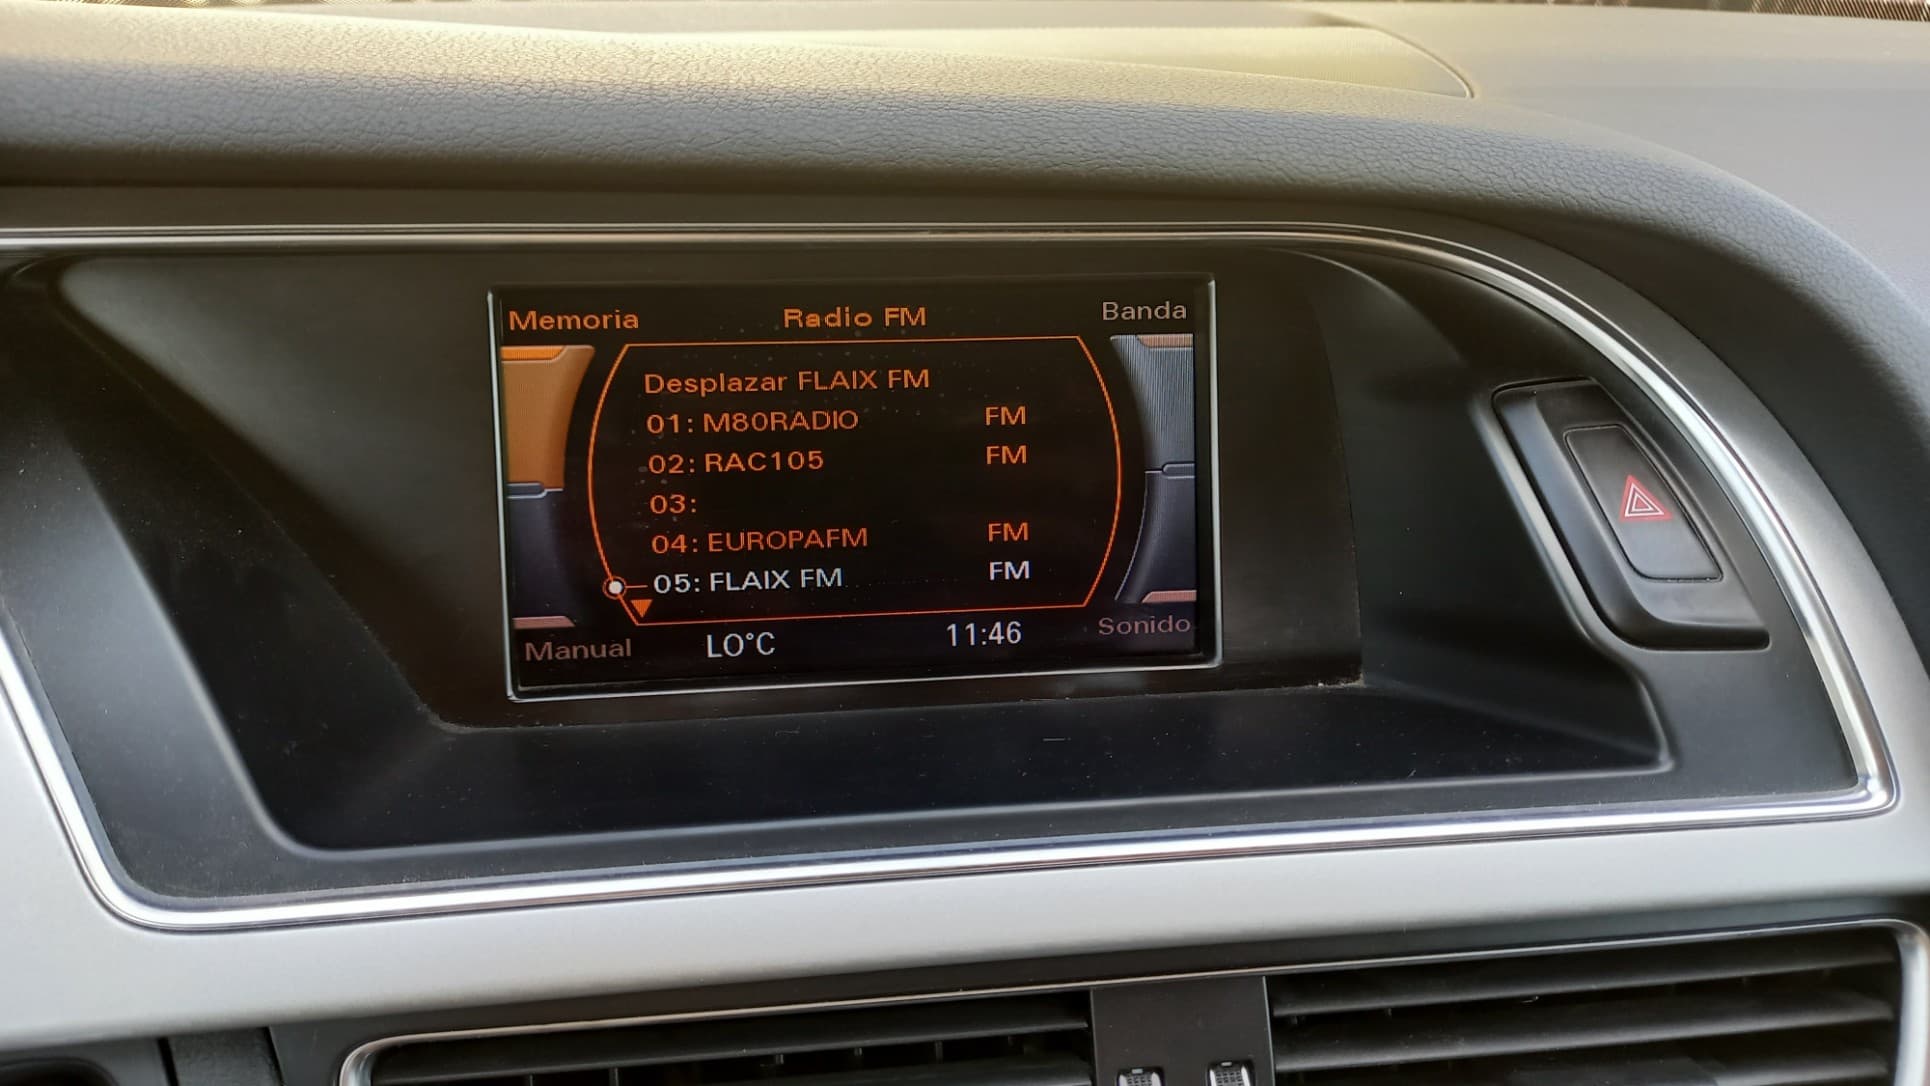 Memoria Radio FM Banda
Desplazar FLAIX FM
01: M80RADIO FM
02: RAC105 FM
03:
04: EUROPAFM FM
05: FLAIX FM FM
Manual LO°C 11:46 Sonido